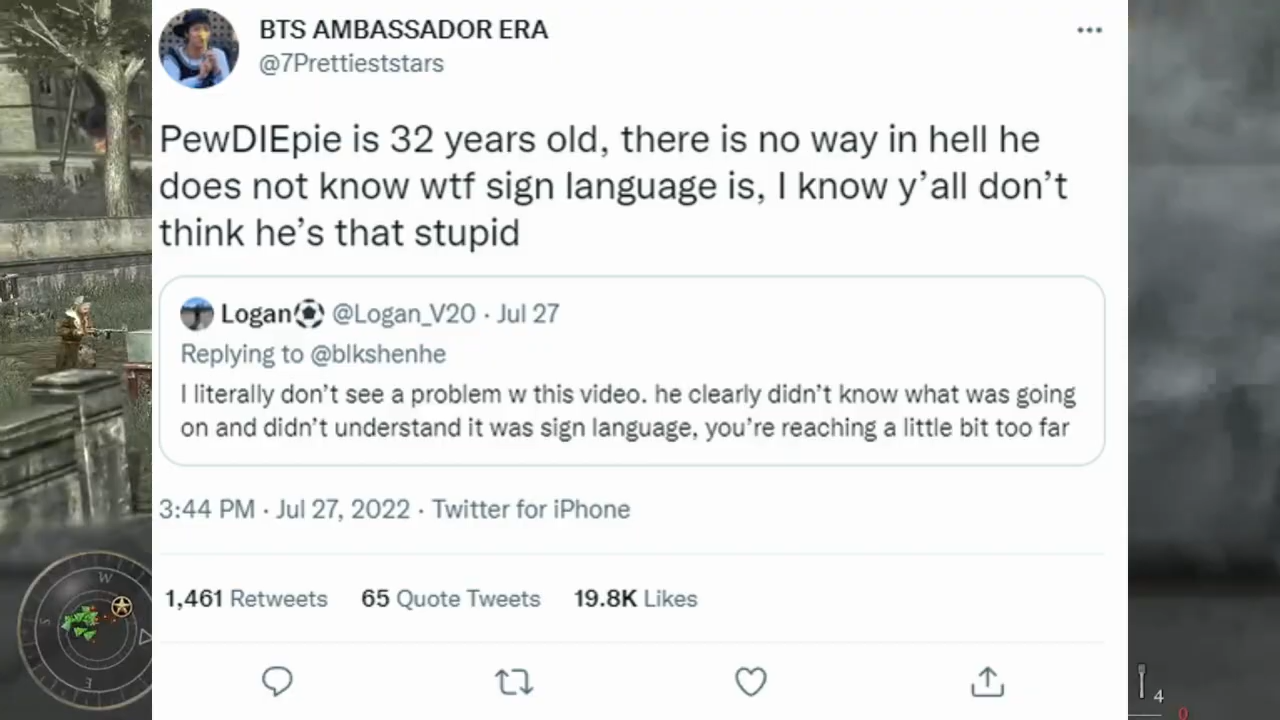 BTS AMBASSADOR ERA
@7Prettieststars
PewDIEpie is 32 years old, there is no way in hell he
does not know wtf sign language is, I know y’all don’t
think he’s that stupid
Logan⚽ @Logan_V20 · Jul 27
Replying to @blkshenhe
I literally don’t see a problem w this video. he clearly didn’t know what was going
on and didn’t understand it was sign language, you’re reaching a little bit too far
3:44 PM · Jul 27, 2022 · Twitter for iPhone
1,461 Retweets 65 Quote Tweets 19.8K Likes
W
S
E
4
0